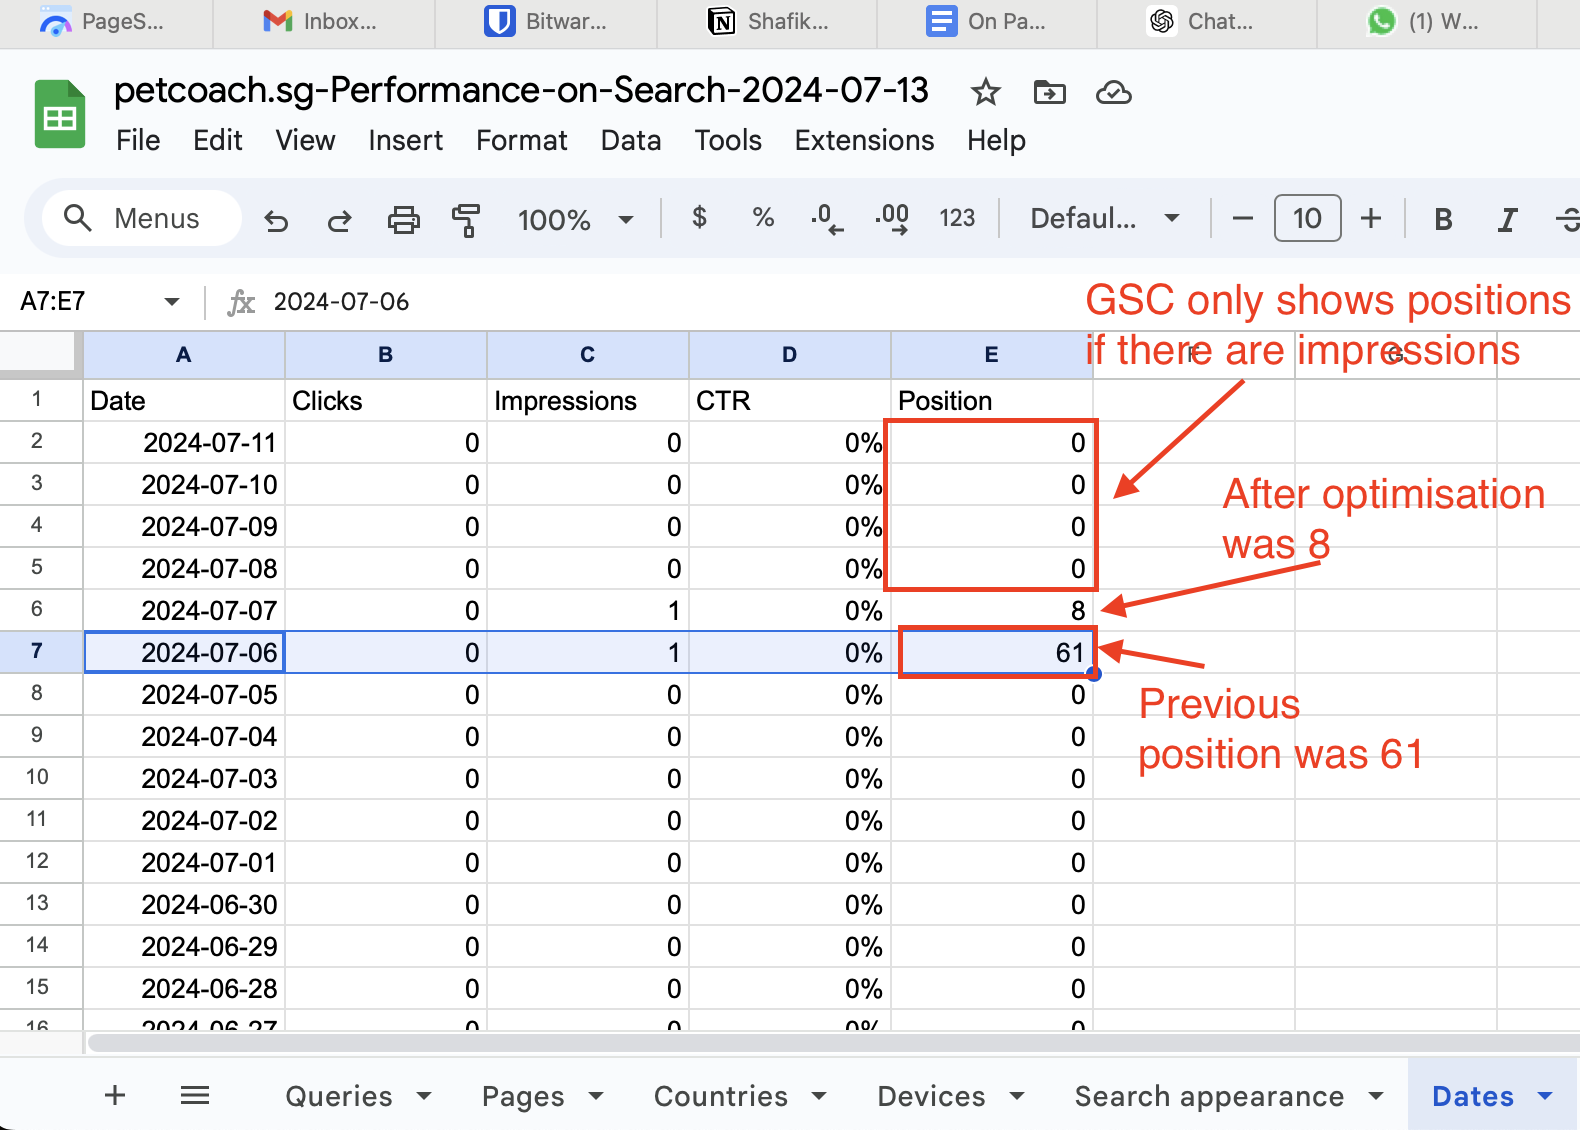 PageS... Inbox... Bitwar... Shafik... On Pa... Chat... (1) W...
petcoach.sg-Performance-on-Search-2024-07-13
File Edit View Insert Format Data Tools Extensions Help
Menus 100% $ % .0 .00 123 Defaul... 10 B I S
A7:E7 fx 2024-07-06
GSC only shows positions
if there are impressions
A B C D E F G
1 Date Clicks Impressions CTR Position
2 2024-07-11 0 0 0% 0
3 2024-07-10 0 0 0% 0
4 2024-07-09 0 0 0% 0
5 2024-07-08 0 0 0% 0
After optimisation
was 8
6 2024-07-07 0 1 0% 8
7 2024-07-06 0 1 0% 61
Previous
position was 61
8 2024-07-05 0 0 0% 0
9 2024-07-04 0 0 0% 0
10 2024-07-03 0 0 0% 0
11 2024-07-02 0 0 0% 0
12 2024-07-01 0 0 0% 0
13 2024-06-30 0 0 0% 0
14 2024-06-29 0 0 0% 0
15 2024-06-28 0 0 0% 0
16 2024-06-27 0 0 0% 0
Queries Pages Countries Devices Search appearance Dates